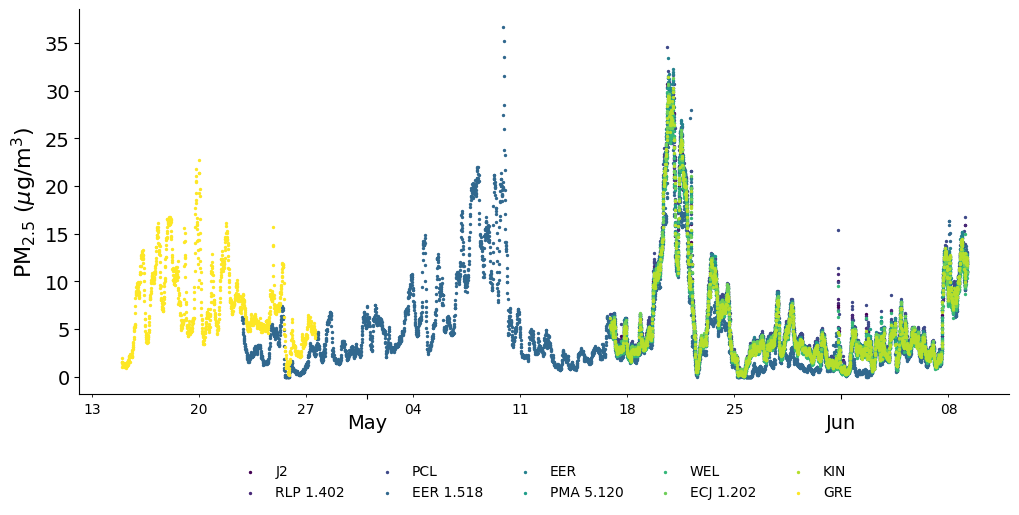 PM2.5 (μg/m3)
35
30
25
20
15
10
5
0
13 20 27 04 11 18 25 08
May Jun
J2 PCL EER WEL KIN
RLP 1.402 EER 1.518 PMA 5.120 ECJ 1.202 GRE